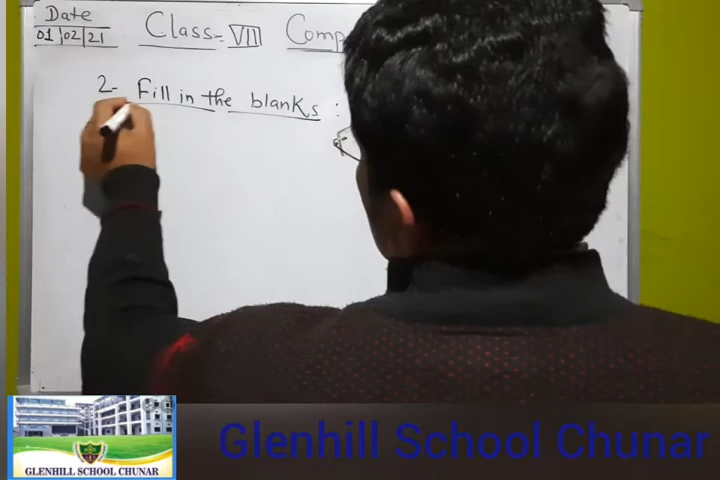 Date
01/02/21
Class=VII Comp
2- Fill in the blanks:
GLENHILL SCHOOL CHUNAR
Glenhill School Chunar